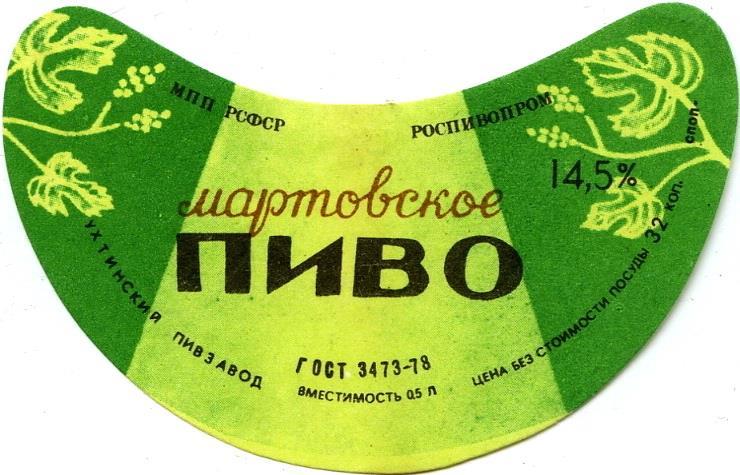 МПП РСФСР
РОСПИВОПРОМ
14,5%
мартовское
ПИВО
УХТИНСКИЙ ПИВЗАВОД
ГОСТ 3473-78
ВМЕСТИМОСТЬ 0,5 Л
ЦЕНА БЕЗ СТОИМОСТИ ПОСУДЫ 32 КОП.